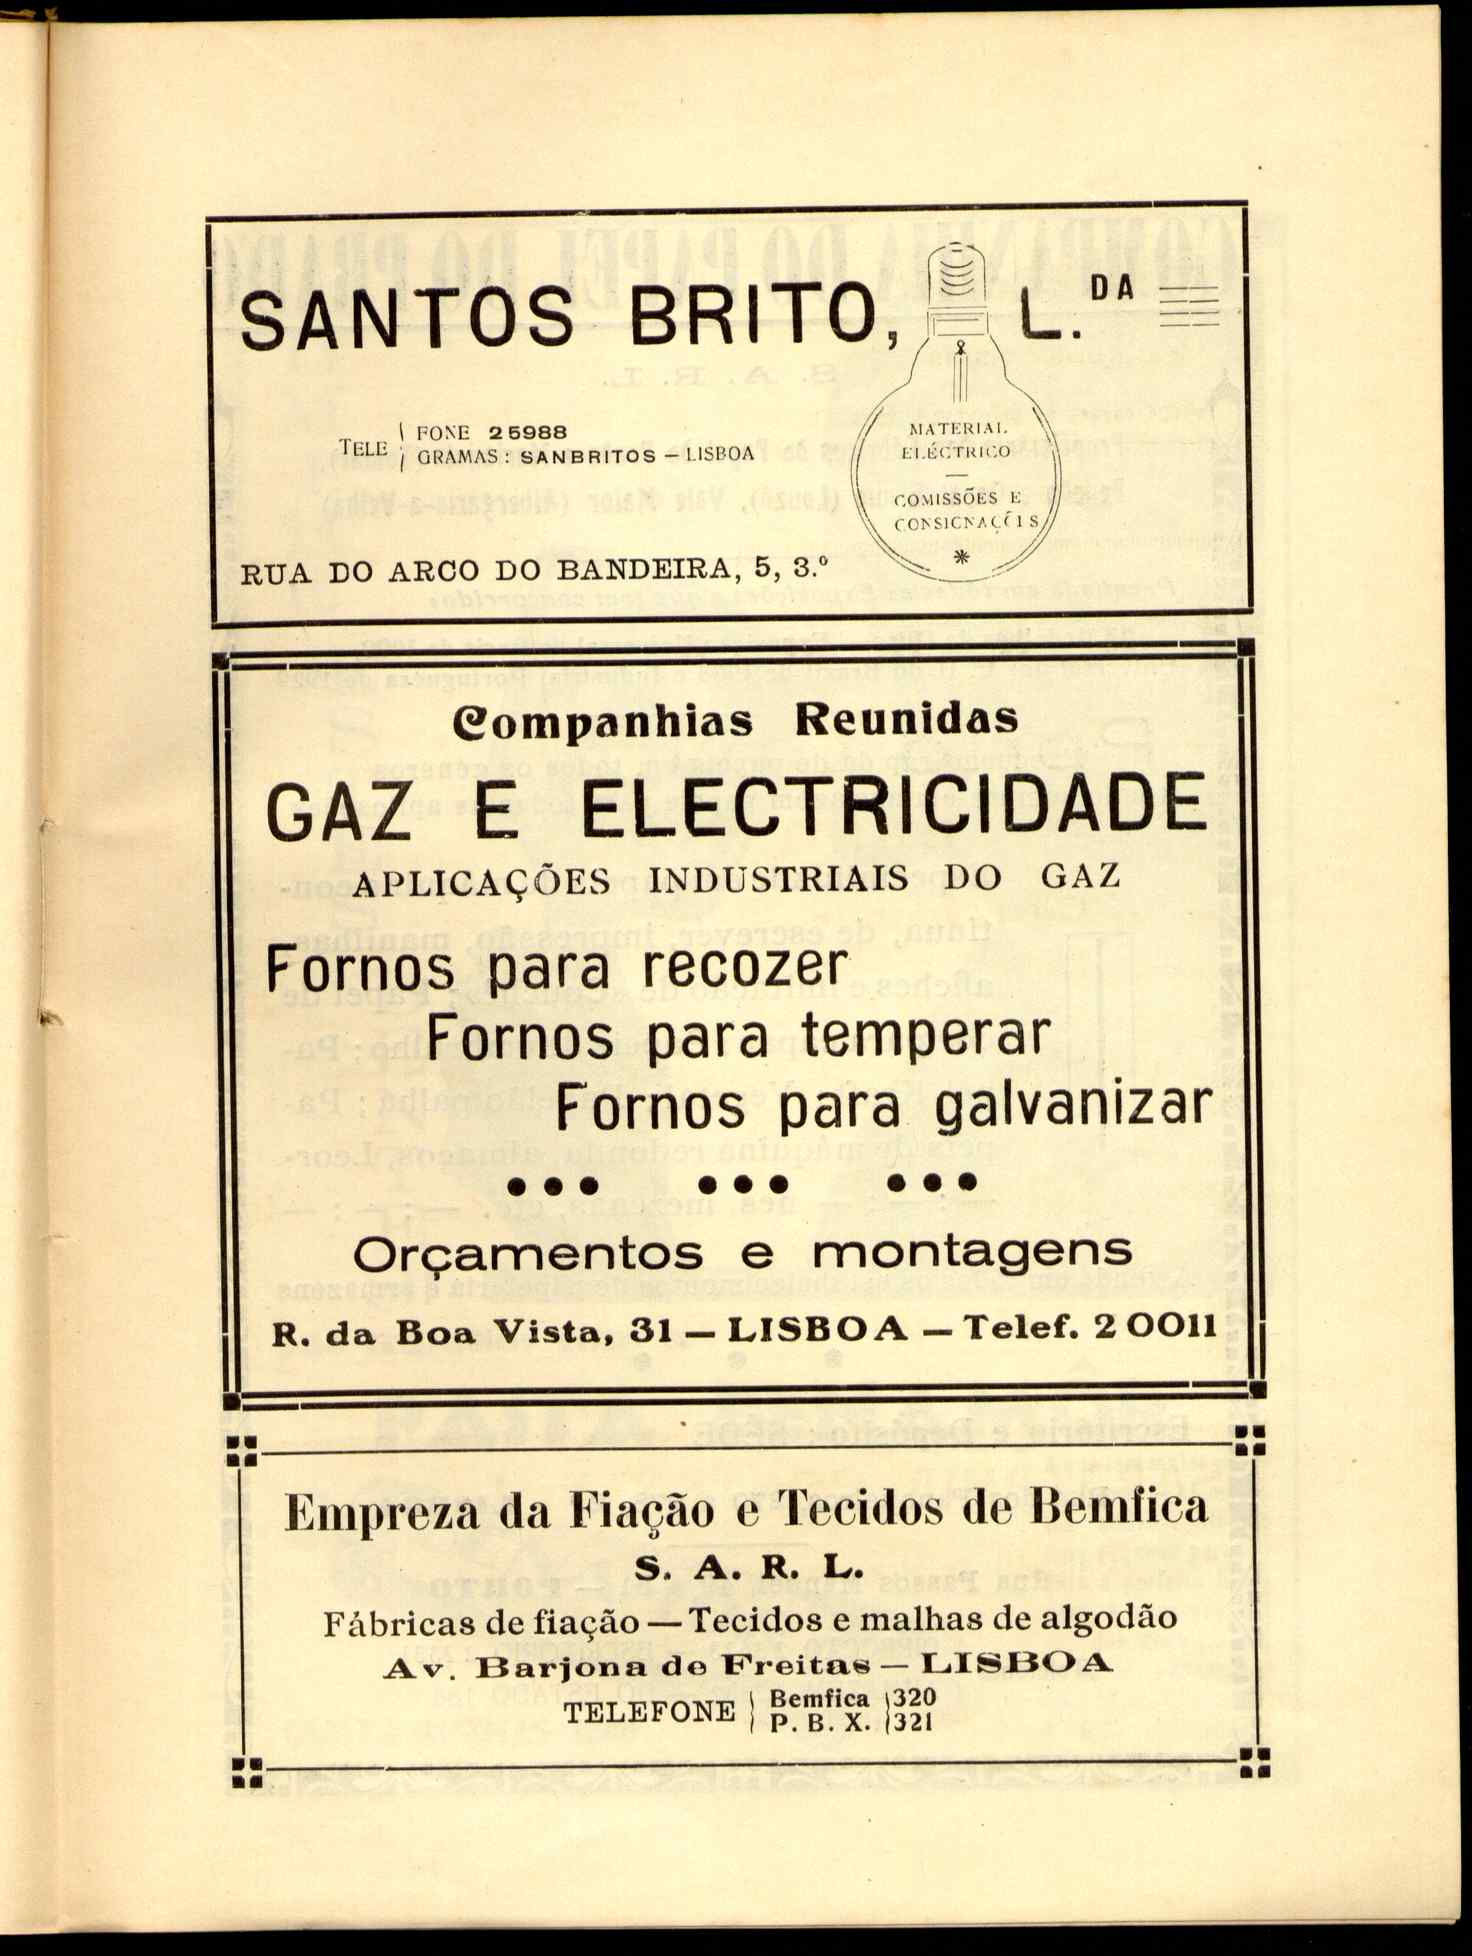 SANTOS BRITO, L.DA
TELE { FONE 25988
GRAMAS: SANBRITOS — LISBOA
MATERIAL
ELÉCTRICO
COMISSÕES E
CONSIGNAÇÕES
RUA DO ARCO DO BANDEIRA, 5, 3.º
Companhias Reunidas
GAZ E ELECTRICIDADE
APLICAÇÕES INDUSTRIAIS DO GAZ
Fornos para recozer
Fornos para temperar
Fornos para galvanizar
Orçamentos e montagens
R. da Boa Vista, 31 — LISBOA — Telef. 2 0011
Empreza da Fiação e Tecidos de Bemfica
S. A. R. L.
Fábricas de fiação — Tecidos e malhas de algodão
Av. Barjona de Freitas — LISBOA
TELEFONE { Bemfica } 320
P. B. X. } 321